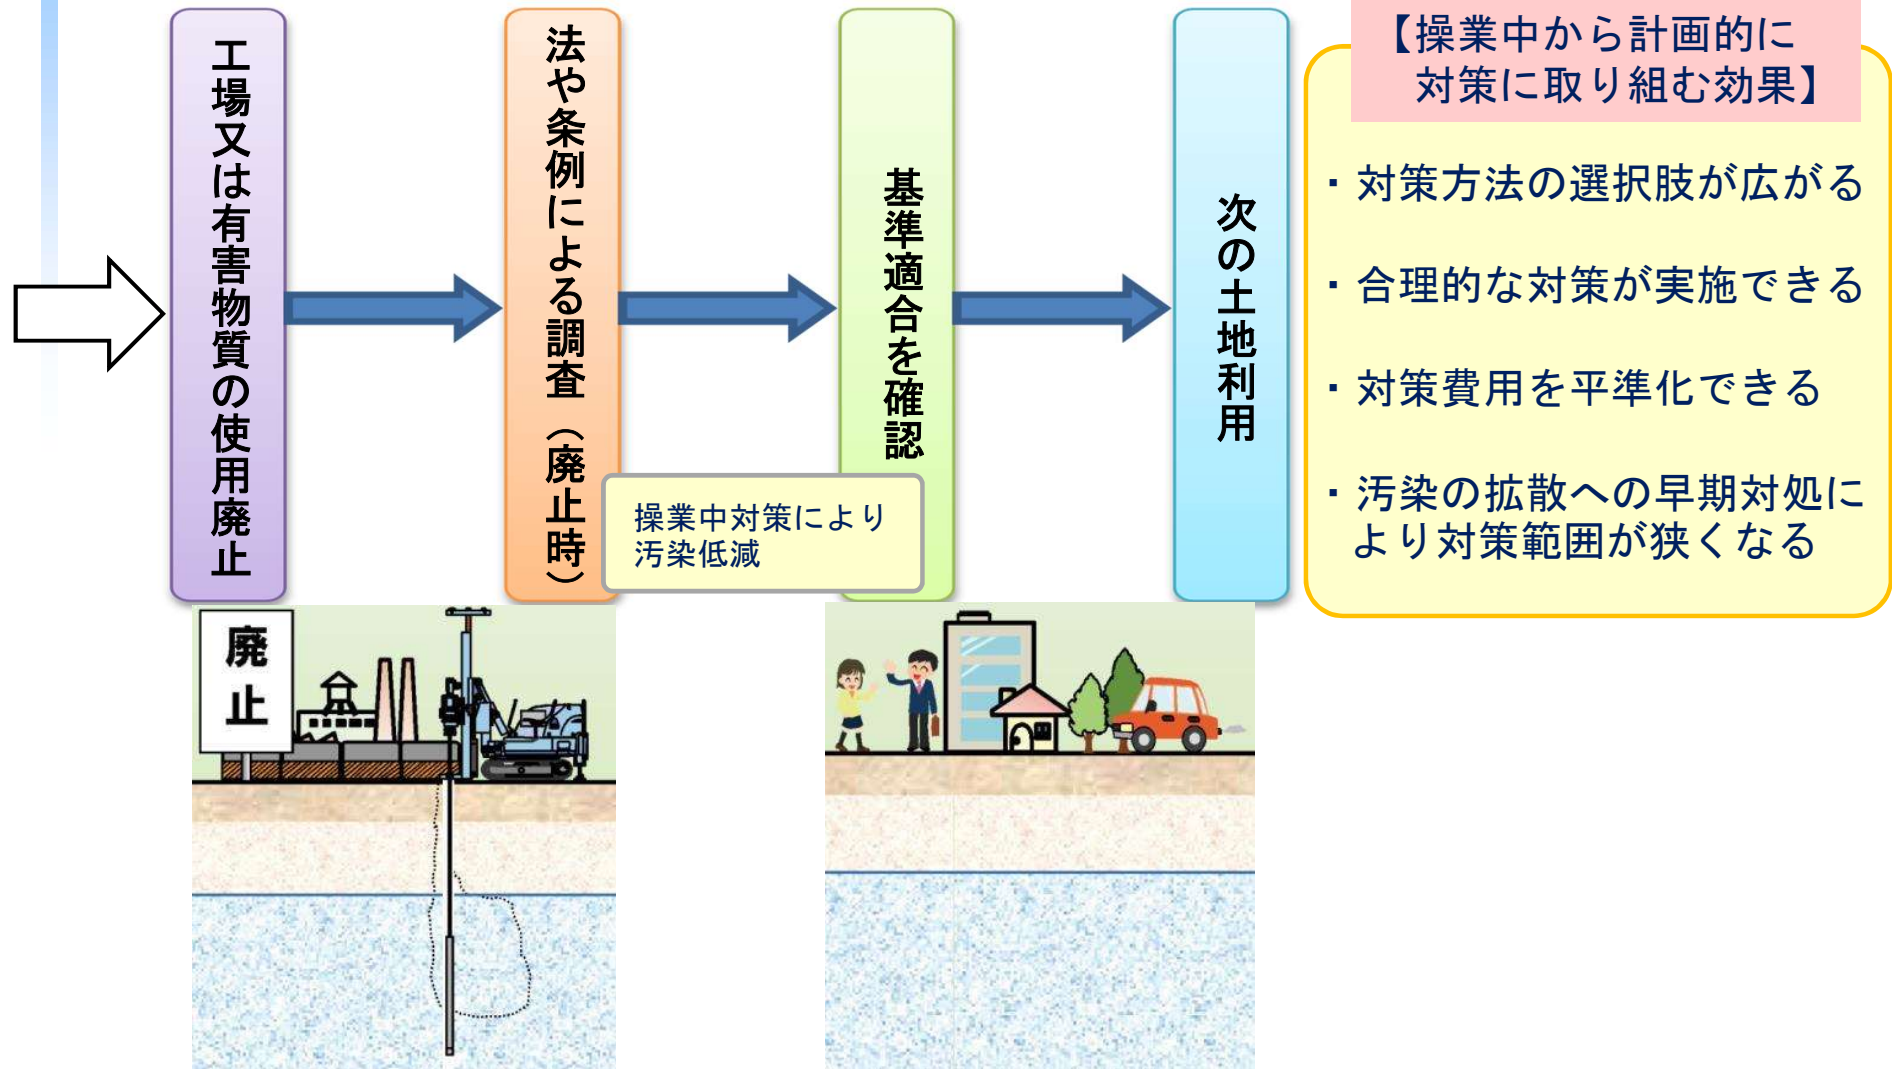 工場又は有害物質の使用廃止
法や条例による調査（廃止時）
操業中対策により
汚染低減
基準適合を確認
次の土地利用
【操業中から計画的に
対策に取り組む効果】
・対策方法の選択肢が広がる
・合理的な対策が実施できる
・対策費用を平準化できる
・汚染の拡散への早期対処に
より対策範囲が狭くなる
廃
止